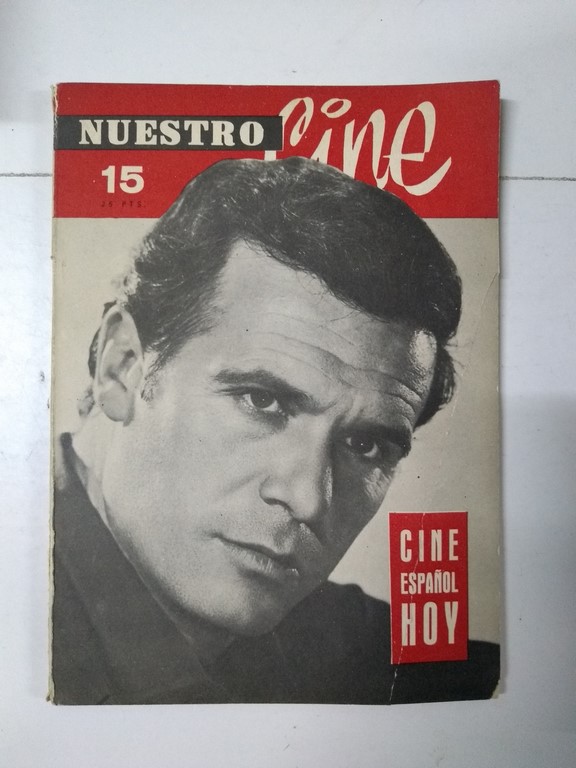 NUESTRO cine
15
25 PTS.
CINE
ESPAÑOL
HOY